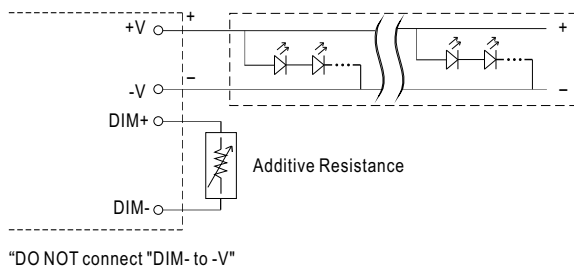 +
+V
+
-V
−
−
DIM+
Additive Resistance
DIM-
“DO NOT connect "DIM- to -V"